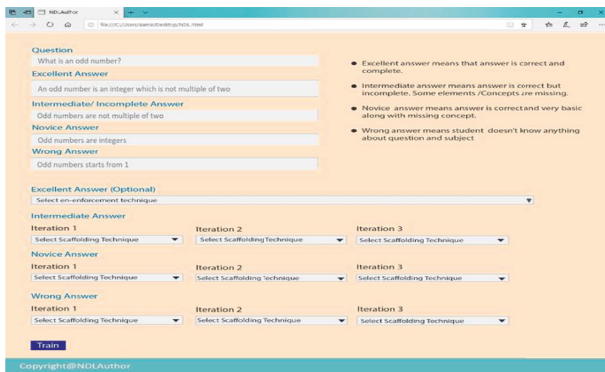 NDLAuthor
file:///C:/Users/
/Desktop/NDL.html
Question
What is an odd number?
Excellent Answer
An odd number is an integer which is not multiple of two
Intermediate/ Incomplete Answer
Odd numbers are not multiple of two
Novice Answer
Odd numbers are integers
Wrong Answer
Odd numbers starts from 1
Excellent answer means that answer is correct and
complete.
Intermediate answer means answer is correct but
incomplete. Some elements /Concepts are missing.
Novice answer means answer is correctand very basic
along with missing concept.
Wrong answer means student doesn't know anything
about question and subject
Excellent Answer (Optional)
Select en-enforcement technique
Intermediate Answer
Iteration 1 Iteration 2 Iteration 3
Select Scaffolding Technique Select ScaffoldingTechnique Select Scaffolding Technique
Novice Answer
Iteration 1 Iteration 2 Iteration 3
Select Scaffolding Technique Select Scaffolding Technique Select Scaffolding Technique
Wrong Answer
Iteration 1 Iteration 2 Iteration 3
Select Scaffolding Technique Select Scaffolding Technique Select Scaffolding Technique
Train
Copyright@NDLAuthor